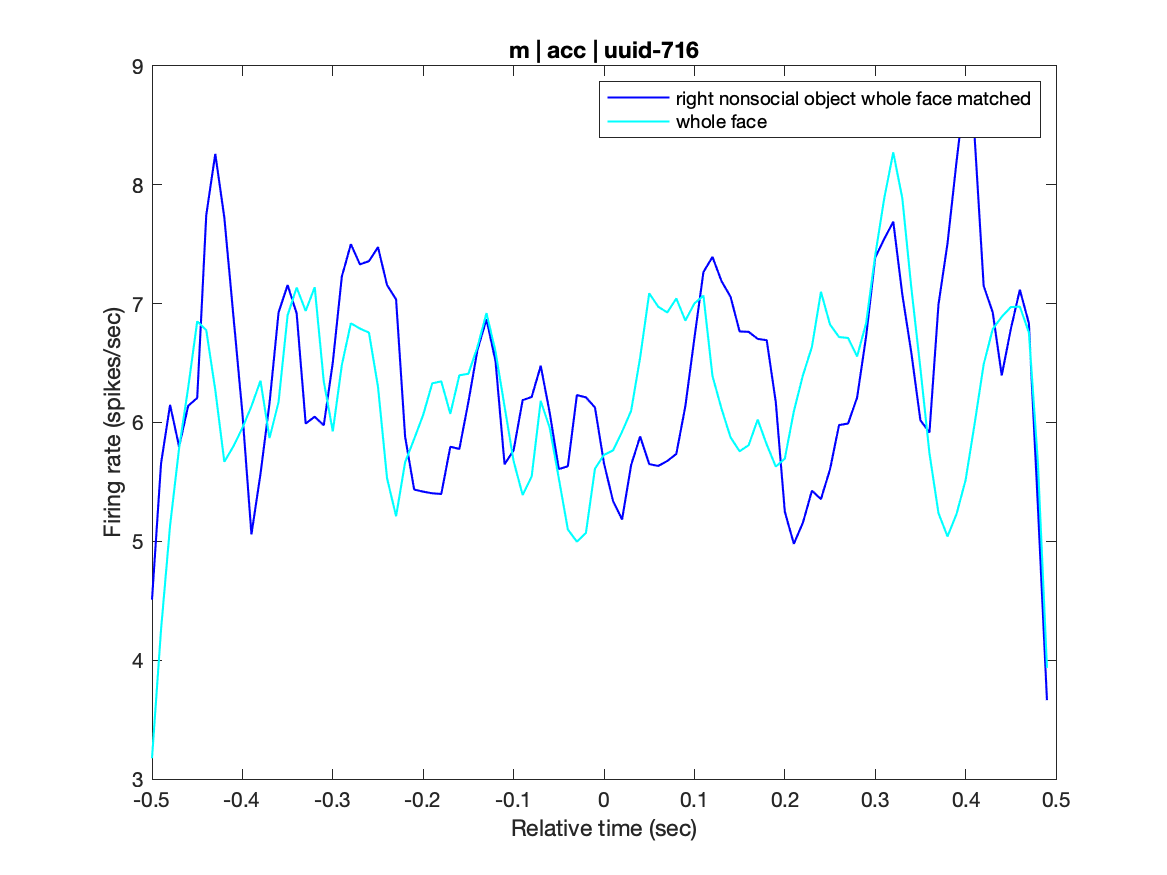 m | acc | uuid-716
right nonsocial object whole face matched
whole face
Firing rate (spikes/sec)
9
8
7
6
5
4
3
-0.5 -0.4 -0.3 -0.2 -0.1 0 0.1 0.2 0.3 0.4 0.5
Relative time (sec)